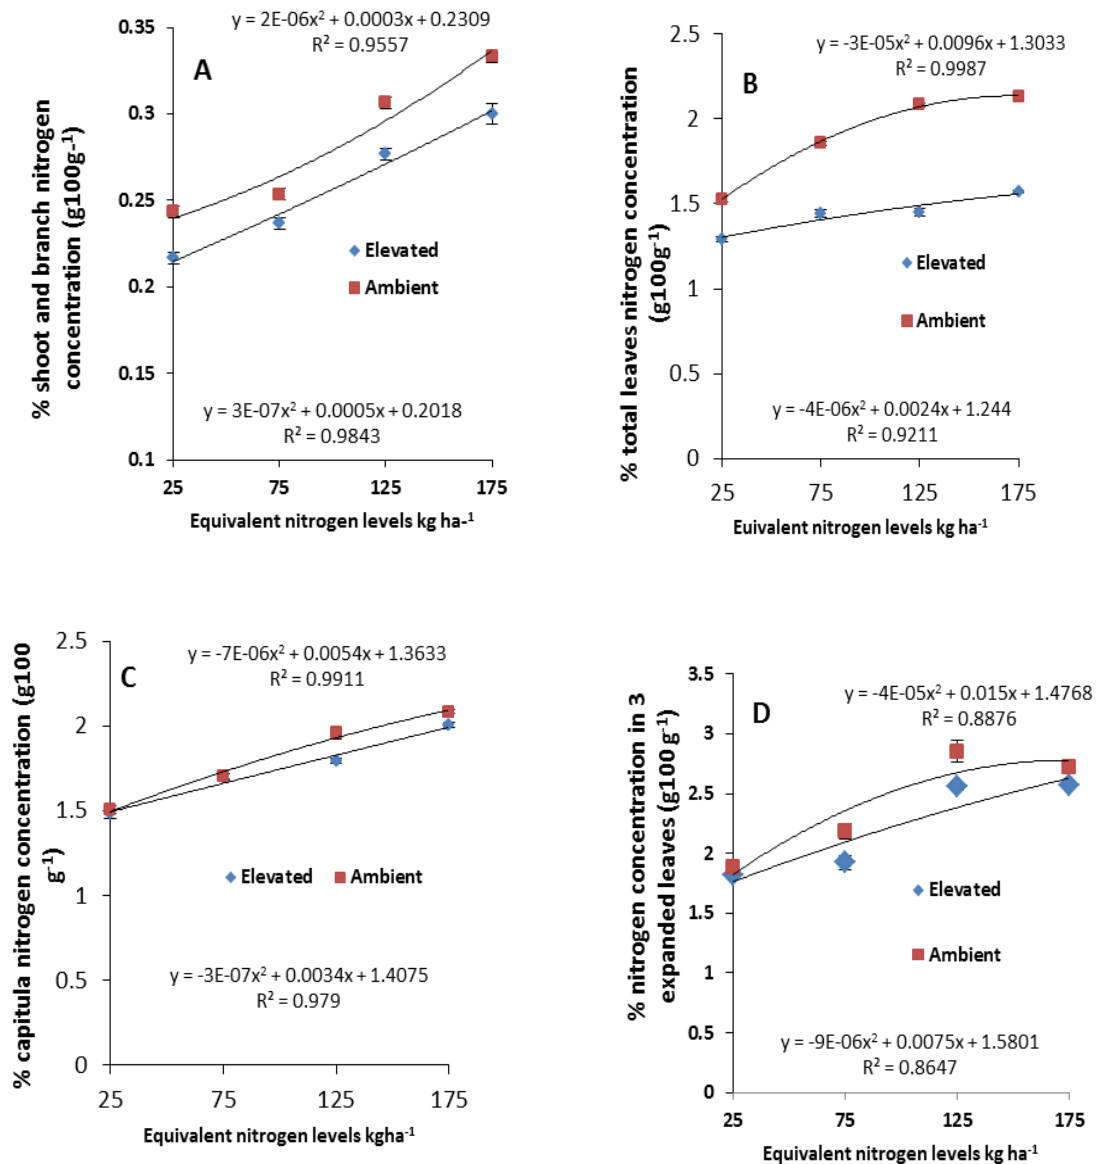 y = 2E-06x² + 0.0003x + 0.2309
R² = 0.9557
A
% shoot and branch nitrogen
concentration (g100g-¹)
0.35
0.3
0.25
0.2
0.15
0.1
Elevated
Ambient
y = 3E-07x² + 0.0005x + 0.2018
R² = 0.9843
25 75 125 175
Equivalent nitrogen levels kg ha-¹
y = -3E-05x² + 0.0096x + 1.3033
R² = 0.9987
B
% total leaves nitrogen concentration
(g100g-¹)
2.5
2
1.5
1
0.5
0
Elevated
Ambient
y = -4E-06x² + 0.0024x + 1.244
R² = 0.9211
25 75 125 175
Euivalent nitrogen levels kg ha-¹
y = -7E-06x² + 0.0054x + 1.3633
R² = 0.9911
C
% capitula nitrogen concentration (g100
g-¹)
2.5
2
1.5
1
0.5
0
Elevated Ambient
y = -3E-07x² + 0.0034x + 1.4075
R² = 0.979
25 75 125 175
Equivalent nitrogen levels kgha-¹
y = -4E-05x² + 0.015x + 1.4768
R² = 0.8876
D
% nitrogen concentration in 3
expanded leaves (g100 g-¹)
3.5
3
2.5
2
1.5
1
0.5
0
Elevated
Ambient
y = -9E-06x² + 0.0075x + 1.5801
R² = 0.8647
25 75 125 175
Equivalent nitrogen levels kg ha-¹